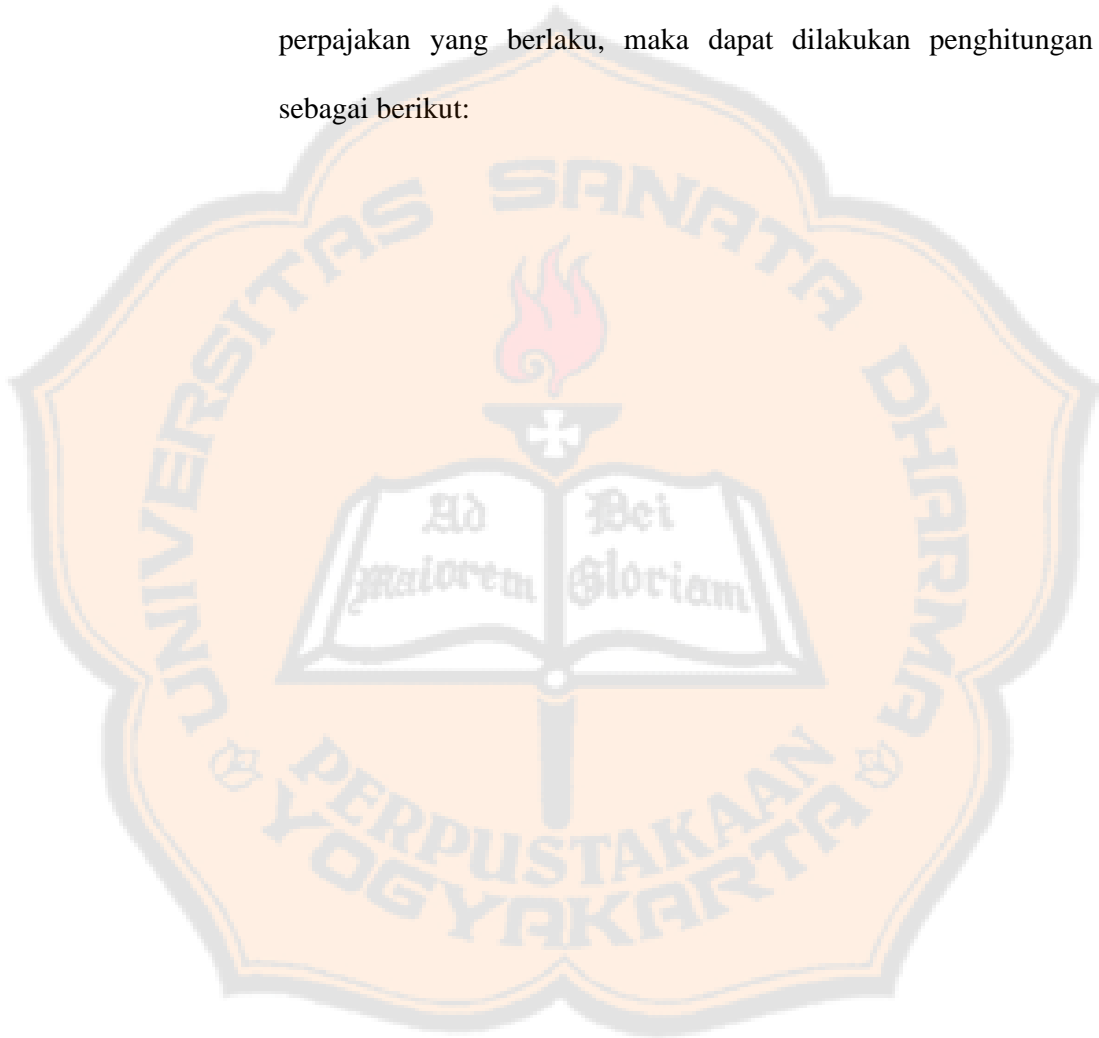 perpajakan yang berlaku, maka dapat dilakukan penghitungan
sebagai berikut:
UNIVERSITAS SANATA DHARMA
Ad Dei
Maiorem Gloriam
PERPUSTAKAAN
YOGYAKARTA